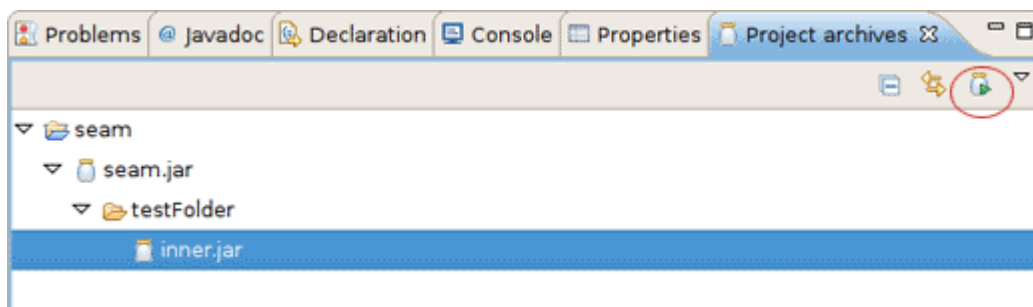 Problems @ Javadoc Declaration Console Properties Project archives
seam
seam.jar
testFolder
inner.jar